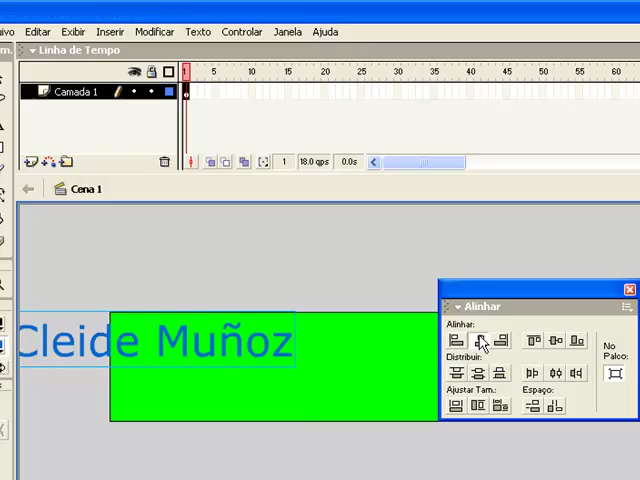 Editar Exibir Inserir Modificar Texto Controlar Janela Ajuda
Linha de Tempo
1 5 10 15 20 25 30 35 40 45 50 55 60
Camada 1
1 18.0 qps 0.0s
Cena 1
Cleide Muñoz
Alinhar
Alinhar:
Distribuir:
Ajustar Tam.: Espaço:
No
Palco: